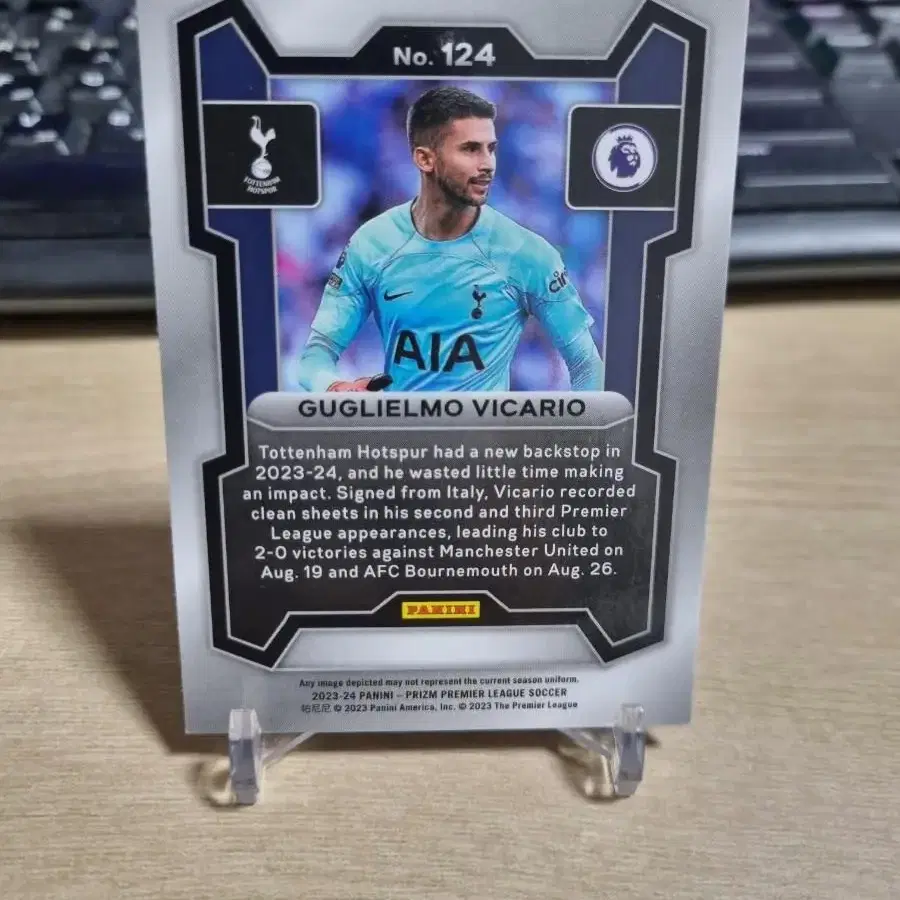 No. 124
TOTTENHAM
HOTSPUR
AIA
GUGLIELMO VICARIO
Tottenham Hotspur had a new backstop in
2023-24, and he wasted little time making
an impact. Signed from Italy, Vicario recorded
clean sheets in his second and third Premier
League appearances, leading his club to
2-0 victories against Manchester United on
Aug. 19 and AFC Bournemouth on Aug. 26.
PANINI
Any image depicted may not represent the current season uniform.
2023-24 PANINI – PRIZM PREMIER LEAGUE SOCCER
帕尼尼 © 2023 Panini America, Inc. © 2023 The Premier League